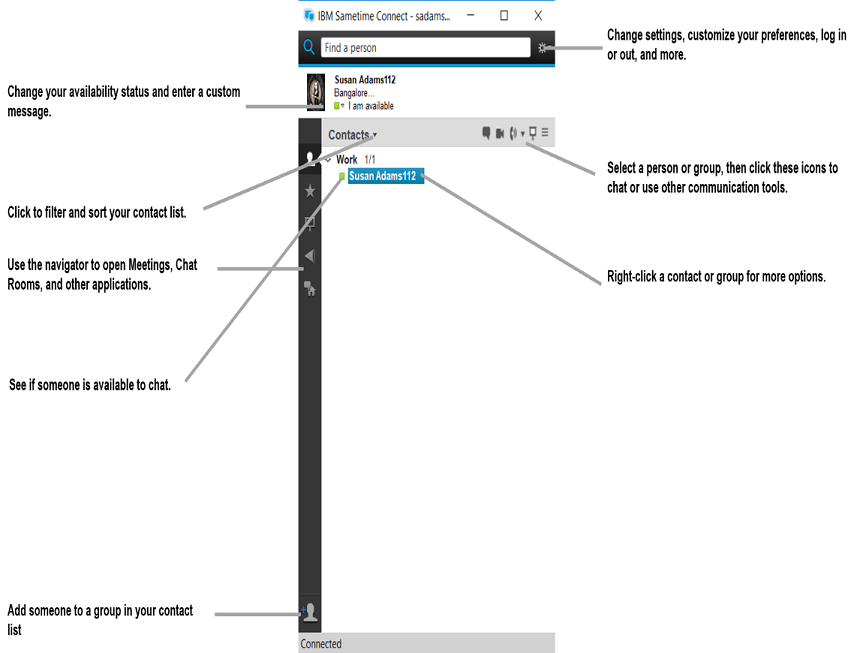 IBM Sametime Connect - sadams...
Find a person
Change settings, customize your preferences, log in
or out, and more.
Susan Adams112
Bangalore...
I am available
Change your availability status and enter a custom
message.
Contacts
Work 1/1
Susan Adams112
Select a person or group, then click these icons to
chat or use other communication tools.
Click to filter and sort your contact list.
Use the navigator to open Meetings, Chat
Rooms, and other applications.
Right-click a contact or group for more options.
See if someone is available to chat.
Add someone to a group in your contact
list
Connected